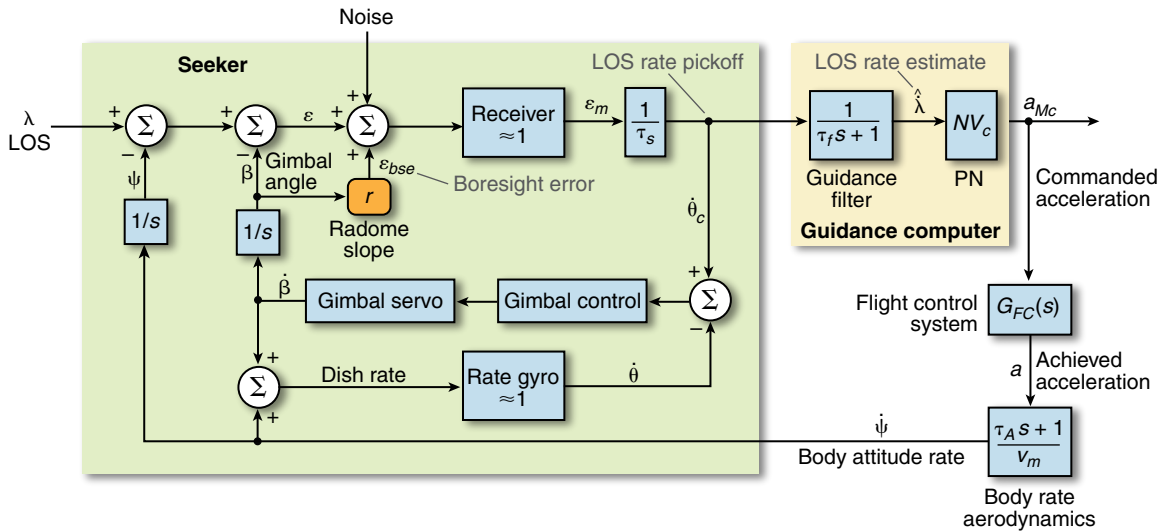 Noise
Seeker
LOS rate pickoff
LOS rate estimate
λ
LOS
+
Σ
−
+
Σ
−
ε
+
+
Σ
+
Receiver
≈1
εₘ
1
τₛ
1
τ_f s + 1
λ̇̂
NV_c
a_Mc
Guidance
filter
PN
Guidance computer
Commanded
acceleration
ψ
β
Gimbal
angle
ε_bse
Boresight error
r
Radome
slope
1/s
1/s
θ̇_c
β̇
Gimbal servo
Gimbal control
+
Σ
−
Flight control
system
G_FC(s)
a
Achieved
acceleration
+
Σ
+
Dish rate
Rate gyro
≈1
θ̇
ψ̇
Body attitude rate
τ_A s + 1
v_m
Body rate
aerodynamics